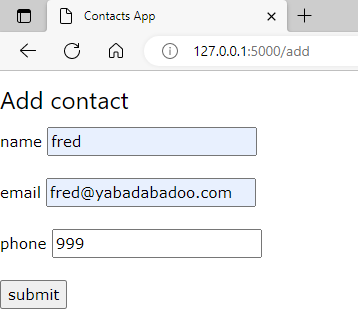 Contacts App
127.0.0.1:5000/add
Add contact
name fred
email fred@yabadabadoo.com
phone 999
submit